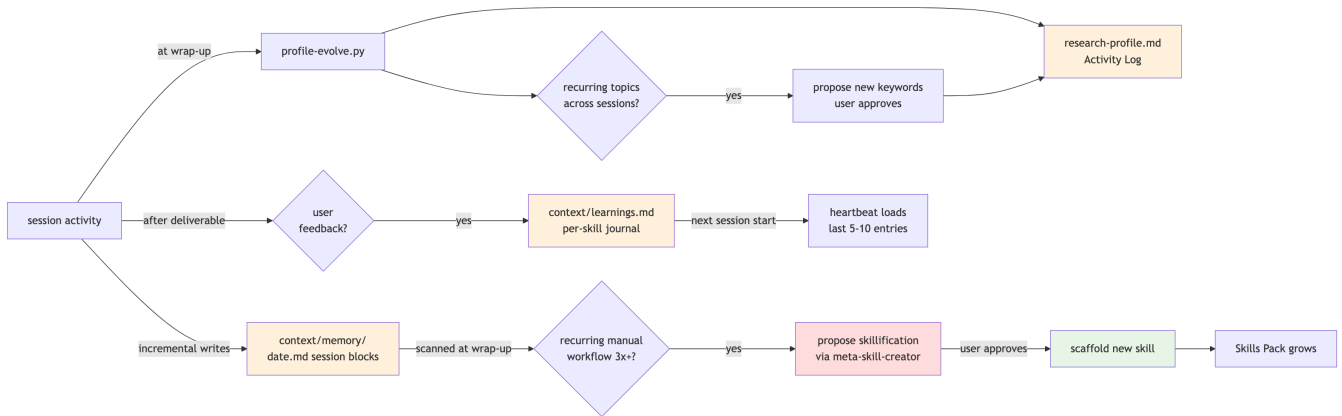 at wrap-up
profile-evolve.py
recurring topics
across sessions?
yes
propose new keywords
user approves
research-profile.md
Activity Log
session activity
after deliverable
user
feedback?
yes
context/learnings.md
per-skill journal
next session start
heartbeat loads
last 5-10 entries
incremental writes
context/memory/
date.md session blocks
scanned at wrap-up
recurring manual
workflow 3x+?
yes
propose skillification
via meta-skill-creator
user approves
scaffold new skill
Skills Pack grows